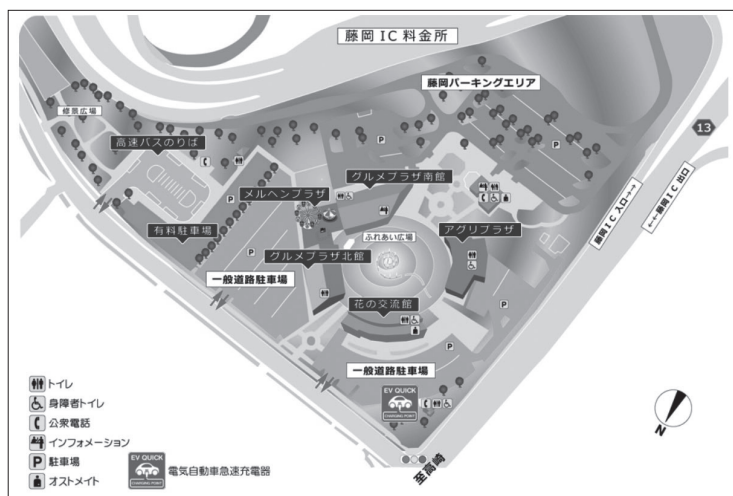 藤岡IC料金所
藤岡パーキングエリア
修景広場
高速バスのりば
13
P
P
グルメプラザ南館
メルヘンプラザ
P
藤岡IC 入口→→
←←藤岡IC 出口
有料駐車場
アグリプラザ
ふれあい広場
P
グルメプラザ北館
一般道路駐車場
花の交流館
P
P
一般道路駐車場
EV QUICK
CHARGING POINT
トイレ
身障者トイレ
公衆電話
インフォメーション
P 駐車場
オストメイト
EV QUICK
CHARGING POINT
電気自動車急速充電器
至高崎
N